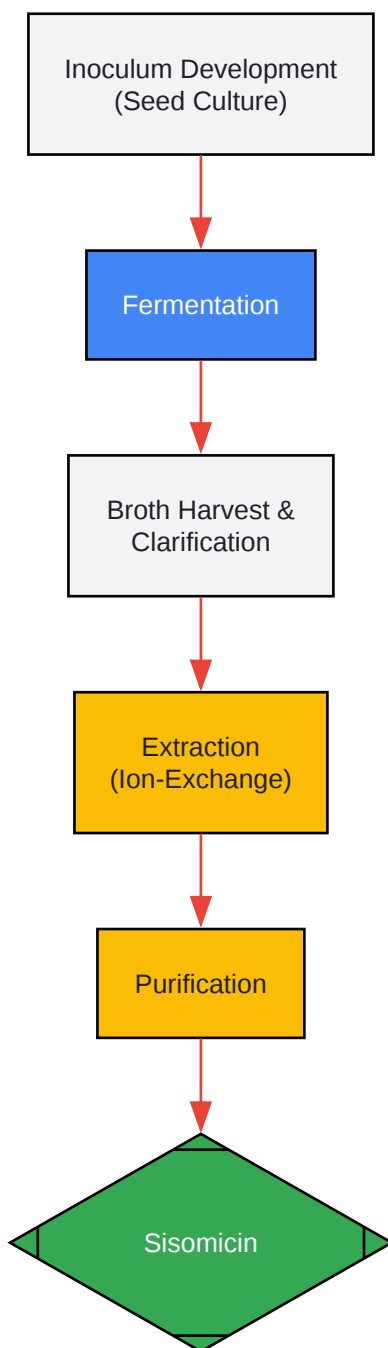 Inoculum Development
(Seed Culture)
Fermentation
Broth Harvest &
Clarification
Extraction
(Ion-Exchange)
Purification
Sisomicin